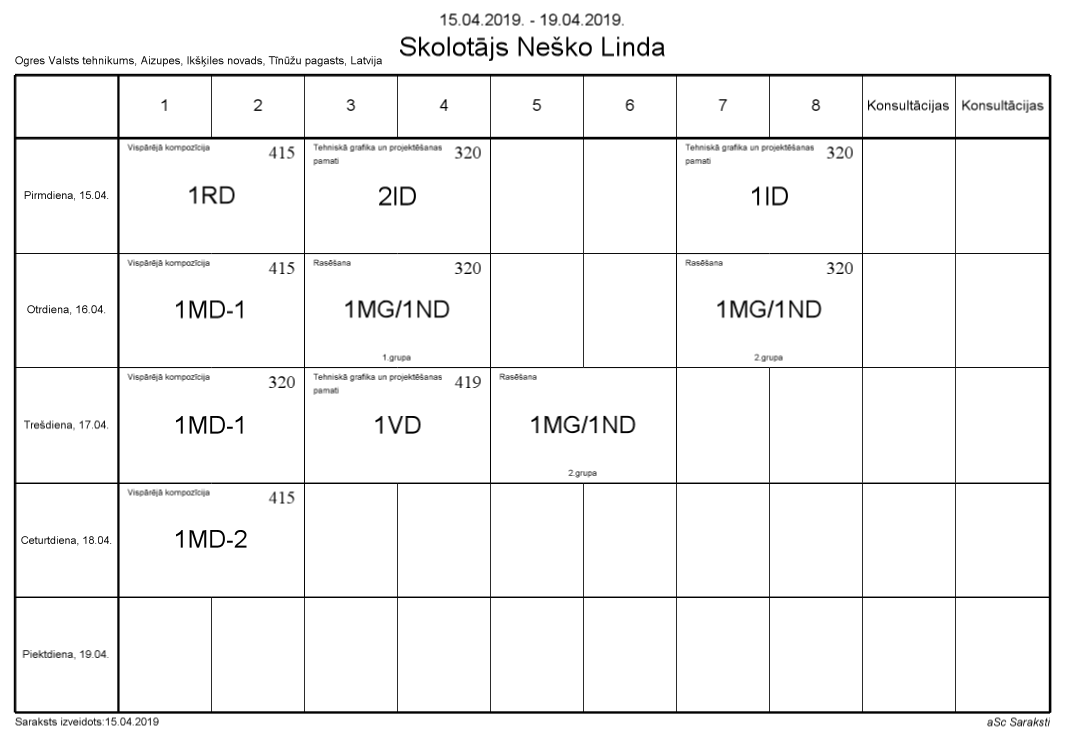 15.04.2019. - 19.04.2019.
Skolotājs Neško Linda
Ogres Valsts tehnikums, Aizupes, Ikšķiles novads, Tīnūžu pagasts, Latvija
1 2 3 4 5 6 7 8 Konsultācijas Konsultācijas
Pirmdiena, 15.04.
Vispārējā kompozīcija 415
1RD
Tehniskā grafika un projektēšanas 320
pamati
2ID
Tehniskā grafika un projektēšanas 320
pamati
1ID
Otrdiena, 16.04.
Vispārējā kompozīcija 415
1MD-1
Rasēšana 320
1MG/1ND
1.grupa
Rasēšana 320
1MG/1ND
2.grupa
Trešdiena, 17.04.
Vispārējā kompozīcija 320
1MD-1
Tehniskā grafika un projektēšanas 419
pamati
1VD
Rasēšana
1MG/1ND
2.grupa
Ceturtdiena, 18.04.
Vispārējā kompozīcija 415
1MD-2
Piektdiena, 19.04.
Saraksts izveidots:15.04.2019
aSc Saraksti